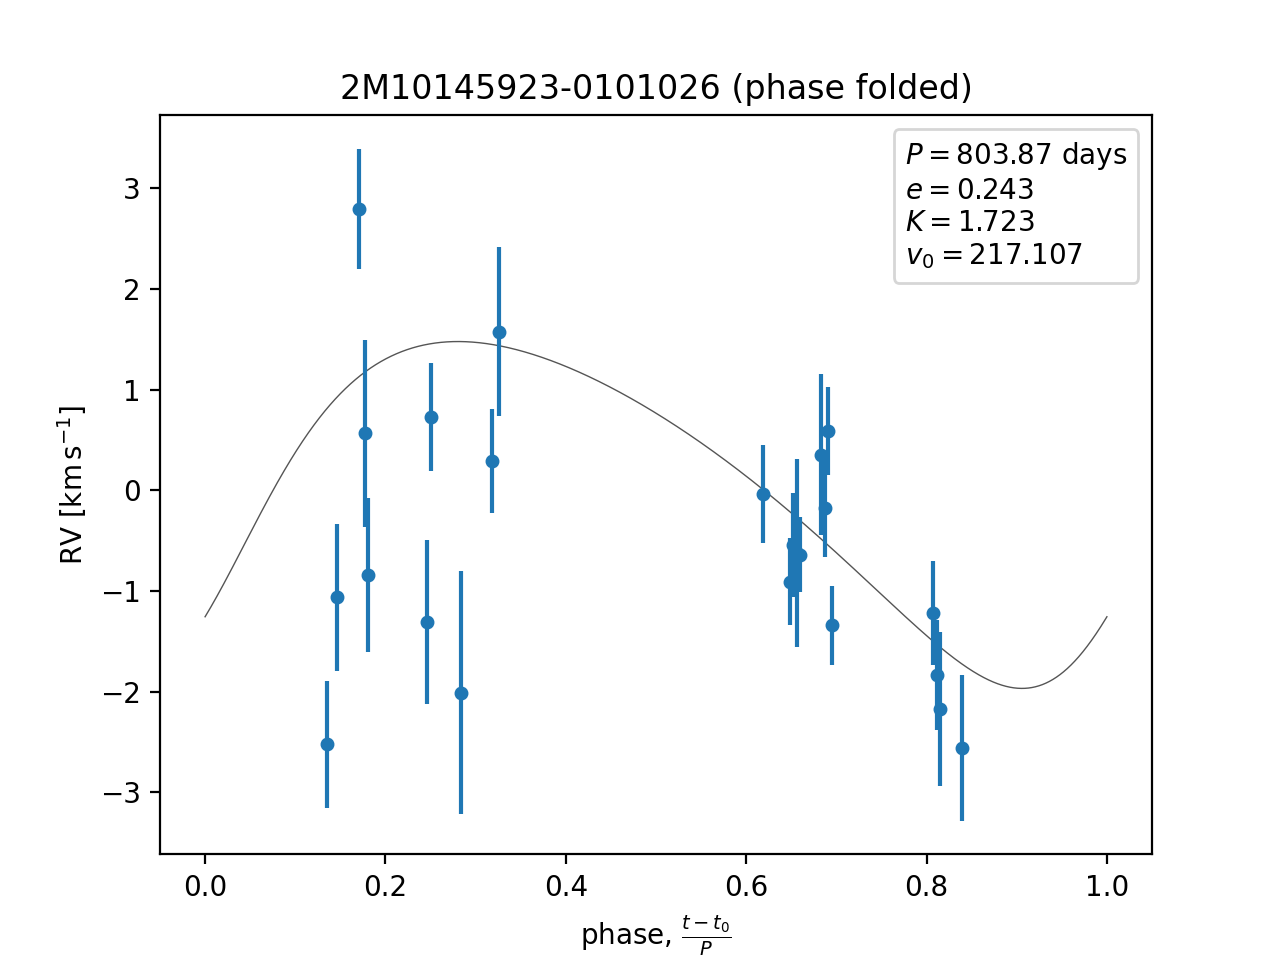 2M10145923-0101026 (phase folded)
P = 803.87 days
e = 0.243
K = 1.723
v₀ = 217.107
RV [km s⁻¹]
3
2
1
0
−1
−2
−3
0.0 0.2 0.4 0.6 0.8 1.0
phase, (t − t₀)/P